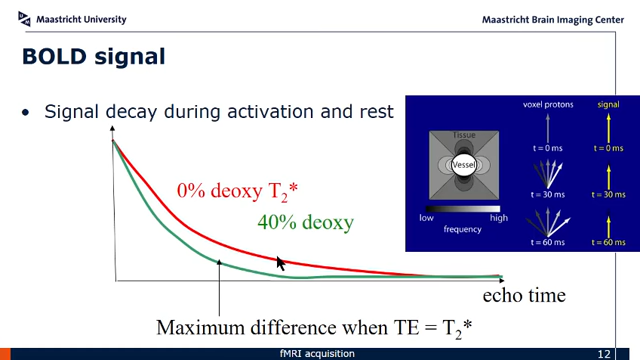 Maastricht University
Maastricht Brain Imaging Center
BOLD signal
• Signal decay during activation and rest
0% deoxy T2*
40% deoxy
echo time
Maximum difference when TE = T2*
voxel protons
signal
Tissue
Vessel
t = 0 ms
t = 0 ms
t = 30 ms
t = 30 ms
low
high
frequency
t = 60 ms
t = 60 ms
fMRI acquisition
12